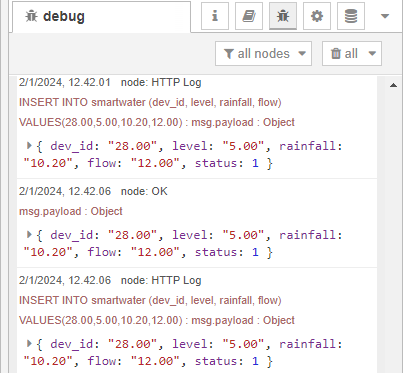 debug
all nodes all
2/1/2024, 12.42.01 node: HTTP Log
INSERT INTO smartwater (dev_id, level, rainfall, flow)
VALUES(28.00,5.00,10.20,12.00) : msg.payload : Object
{ dev_id: "28.00", level: "5.00", rainfall:
"10.20", flow: "12.00", status: 1 }
2/1/2024, 12.42.06 node: OK
msg.payload : Object
{ dev_id: "28.00", level: "5.00", rainfall:
"10.20", flow: "12.00", status: 1 }
2/1/2024, 12.42.06 node: HTTP Log
INSERT INTO smartwater (dev_id, level, rainfall, flow)
VALUES(28.00,5.00,10.20,12.00) : msg.payload : Object
{ dev_id: "28.00", level: "5.00", rainfall:
"10.20", flow: "12.00", status: 1 }